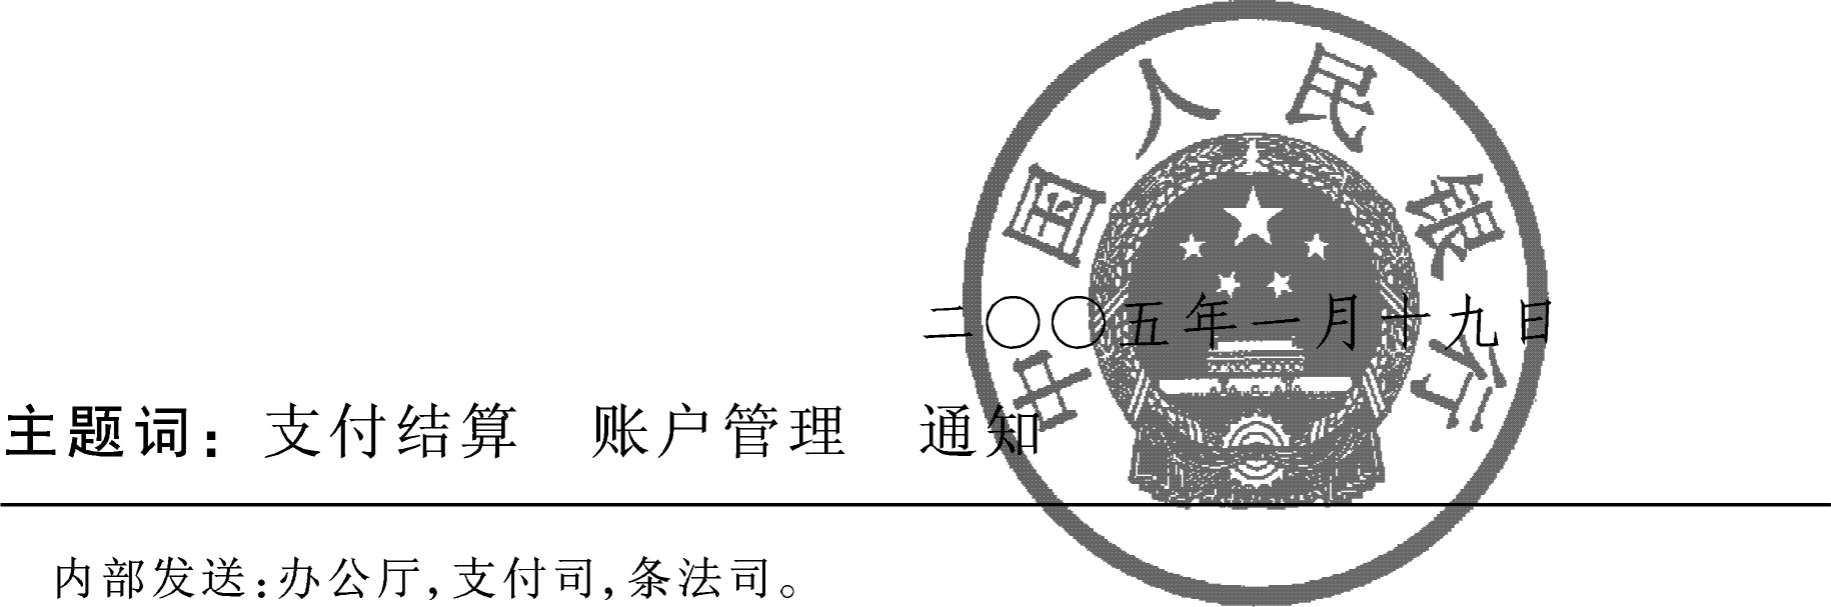 中国人民银行
二〇〇五年一月十九日
主题词：支付结算　账户管理　通知
内部发送：办公厅，支付司，条法司。